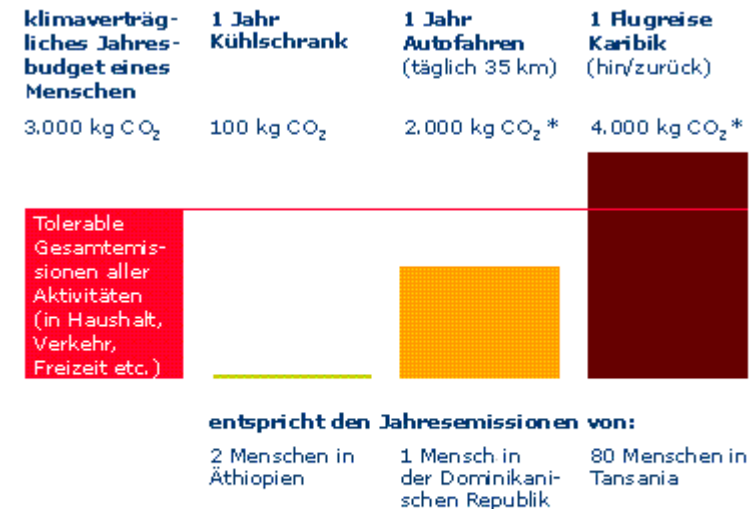 klimaverträg-
liches Jahres-
budget eines
Menschen
3.000 kg CO₂
1 Jahr
Kühlschrank
100 kg CO₂
1 Jahr
Autofahren
(täglich 35 km)
2.000 kg CO₂ *
1 Flugreise
Karibik
(hin/zurück)
4.000 kg CO₂ *
Tolerable
Gesamtemis-
sionen aller
Aktivitäten
(in Haushalt,
Verkehr,
Freizeit etc.)
entspricht den Jahresemissionen von:
2 Menschen in
Äthiopien
1 Mensch in
der Dominikani-
schen Republik
80 Menschen in
Tansania